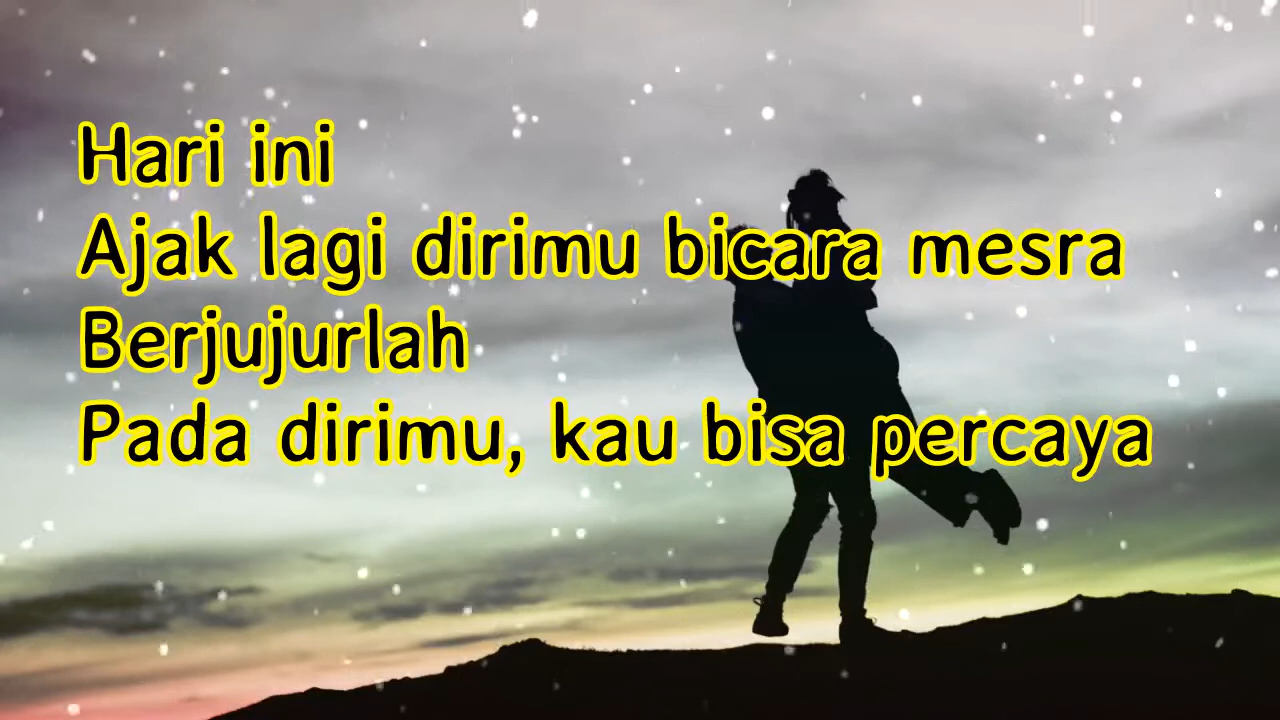 Hari ini
Ajak lagi dirimu bicara mesra
Berjujurlah
Pada dirimu, kau bisa percaya